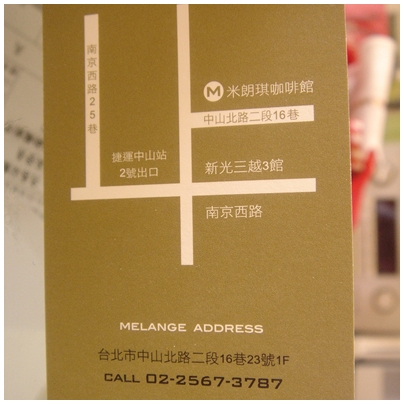 南京西路25巷
M 米朗琪咖啡館
中山北路二段16巷
捷運中山站
2號出口
新光三越3館
南京西路
MELANGE ADDRESS
台北市中山北路二段16巷23號1F
CALL 02-2567-3787